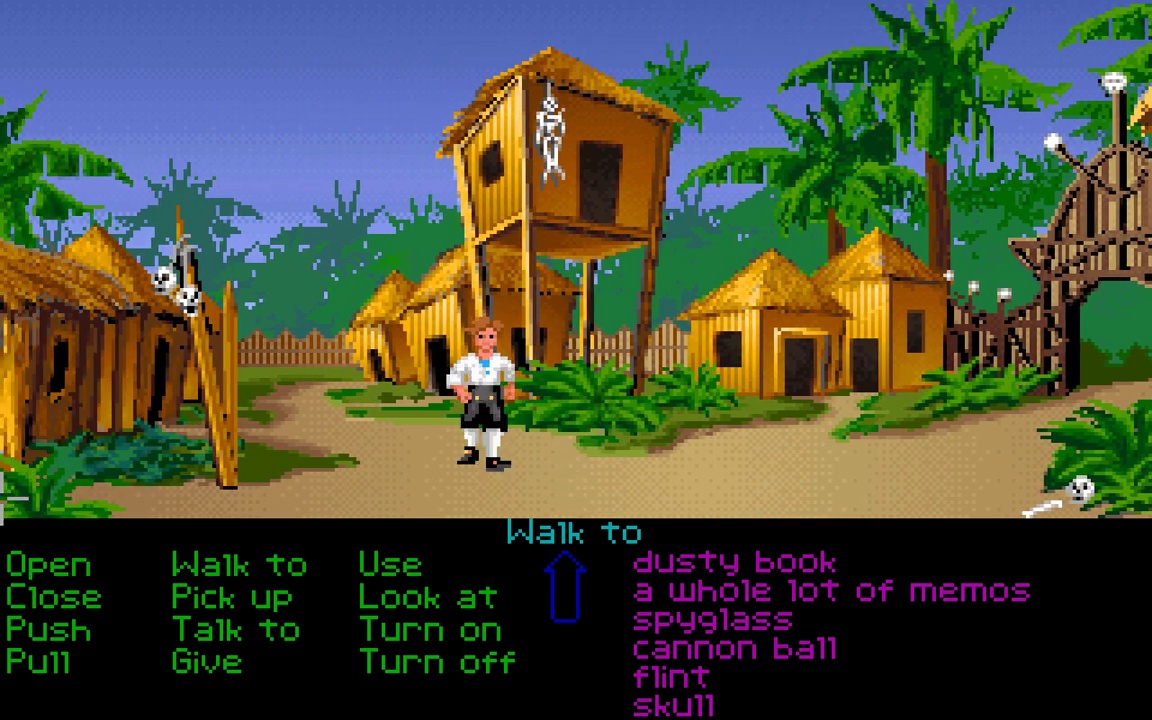 Walk to
Open Walk to Use
Close Pick up Look at
Push Talk to Turn on
Pull Give Turn off
dusty book
a whole lot of memos
spyglass
cannon ball
flint
skull